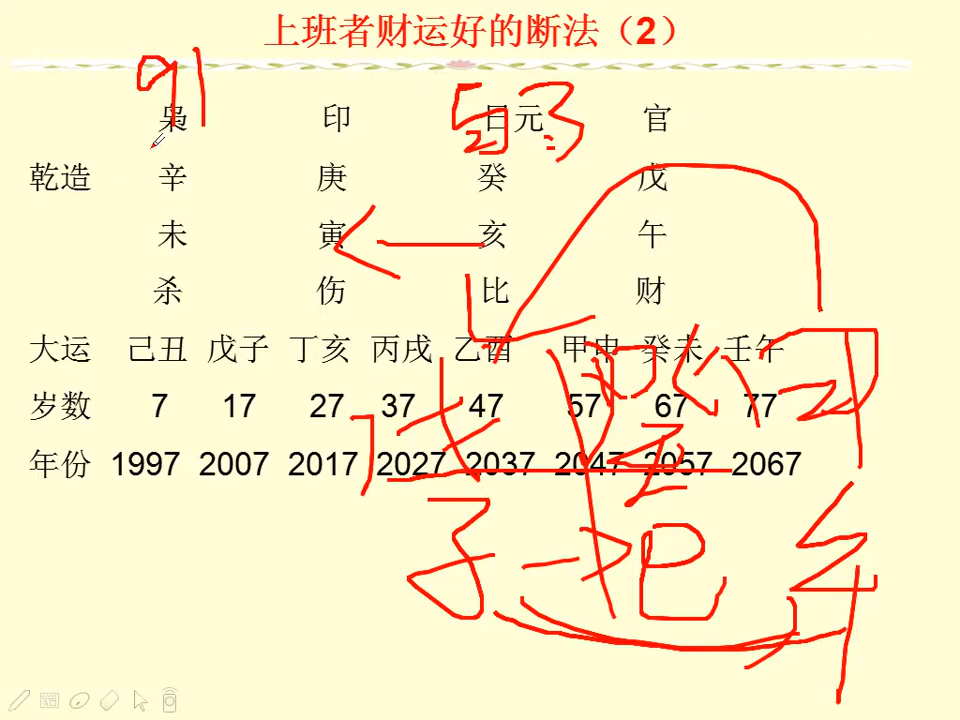 上班者财运好的断法（2）
91
枭 印 日元 官
乾造 辛 庚 癸 戊
未 寅 亥 午
杀 伤 比 财
大运 己丑 戊子 丁亥 丙戌 乙酉 甲申 癸未 壬午
岁数 7 17 27 37 47 57 67 77
年份 1997 2007 2017 2027 2037 2047 2057 2067
子